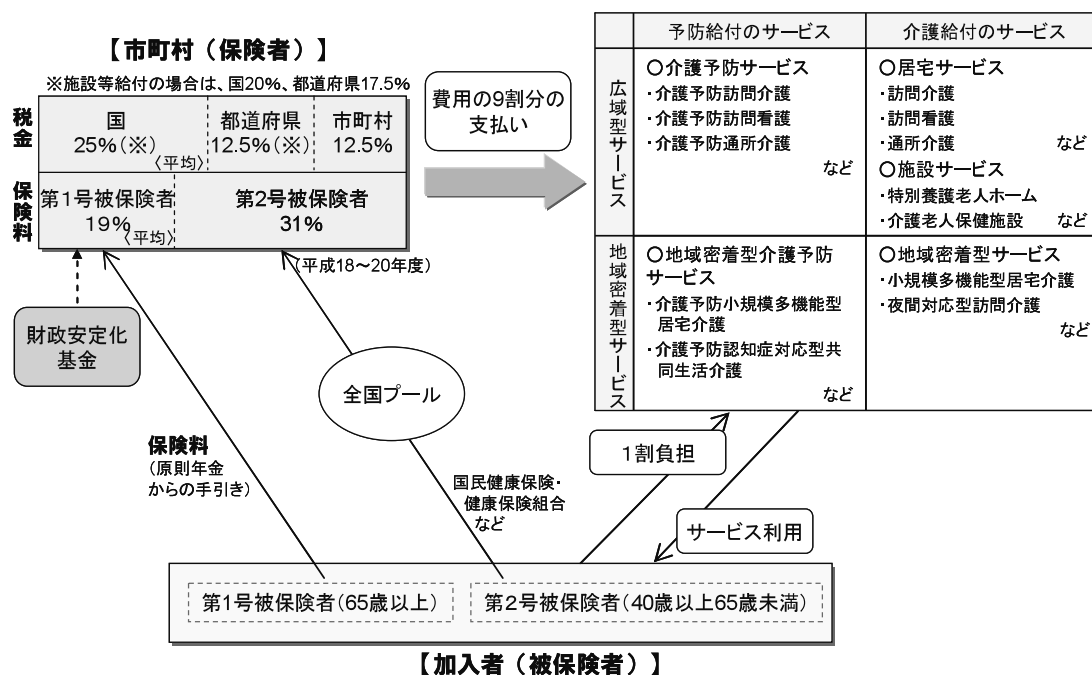 【市町村（保険者）】
※施設等給付の場合は、国20%、都道府県17.5%
税金
国
25%（※）
〈平均〉
都道府県
12.5%（※）
市町村
12.5%
保険料
第1号被保険者
19%
〈平均〉
第2号被保険者
31%
（平成18～20年度）
財政安定化
基金
費用の9割分の
支払い
予防給付のサービス
介護給付のサービス
広域型サービス
○介護予防サービス
・介護予防訪問介護
・介護予防訪問看護
・介護予防通所介護
など
○居宅サービス
・訪問介護
・訪問看護
・通所介護 など
○施設サービス
・特別養護老人ホーム
・介護老人保健施設 など
地域密着型サービス
○地域密着型介護予防
サービス
・介護予防小規模多機能型
居宅介護
・介護予防認知症対応型共
同生活介護
など
○地域密着型サービス
・小規模多機能型居宅介護
・夜間対応型訪問介護
など
全国プール
保険料
（原則年金
からの手引き）
国民健康保険・
健康保険組合
など
1割負担
サービス利用
第1号被保険者（65歳以上）
第2号被保険者（40歳以上65歳未満）
【加入者（被保険者）】